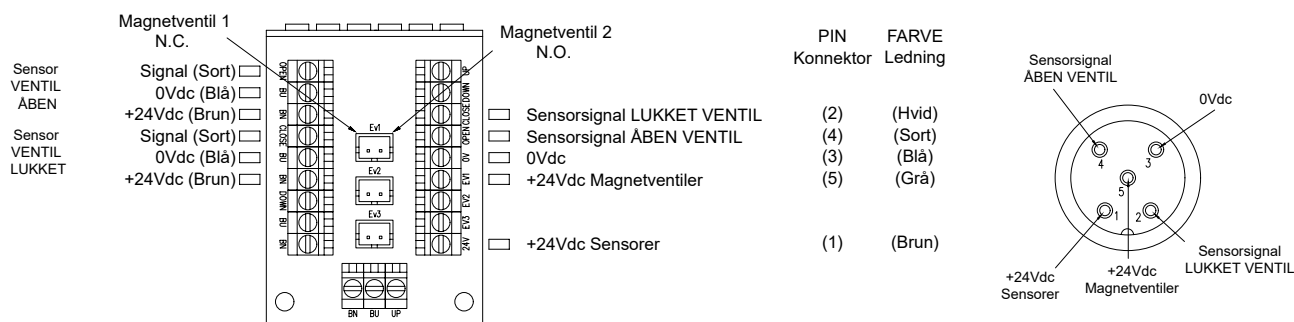 Magnetventil 1
N.C.
Magnetventil 2
N.O.
PIN
Konnektor
FARVE
Ledning
Sensor
VENTIL
ÅBEN
Signal (Sort)
0Vdc (Blå)
+24Vdc (Brun)
Sensor
VENTIL
LUKKET
Signal (Sort)
0Vdc (Blå)
+24Vdc (Brun)
OPEN
BU
BN
CLOSE
BU
BN
DOWN
BU
BN
Ev1
Ev2
Ev3
UP
DOWN
CLOSE
OPEN
0V
EV1
EV2
EV3
24V
BN BU UP
Sensorsignal LUKKET VENTIL (2) (Hvid)
Sensorsignal ÅBEN VENTIL (4) (Sort)
0Vdc (3) (Blå)
+24Vdc Magnetventiler (5) (Grå)
+24Vdc Sensorer (1) (Brun)
Sensorsignal
ÅBEN VENTIL
0Vdc
4
3
5
1
2
+24Vdc
Sensorer
+24Vdc
Magnetventiler
Sensorsignal
LUKKET VENTIL